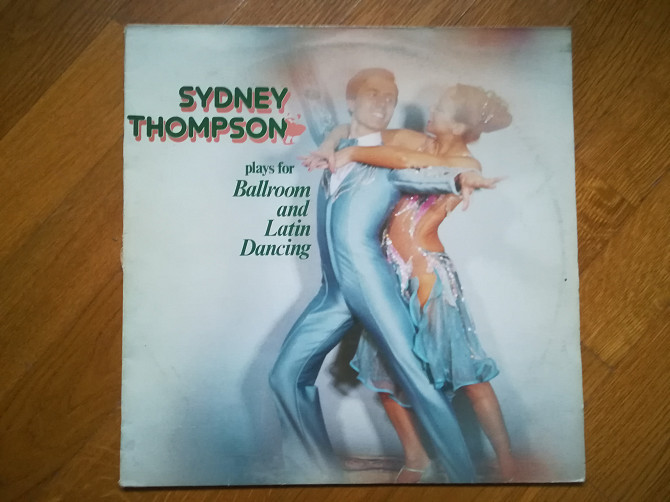 SYDNEY
THOMPSON
plays for
Ballroom
and
Latin
Dancing